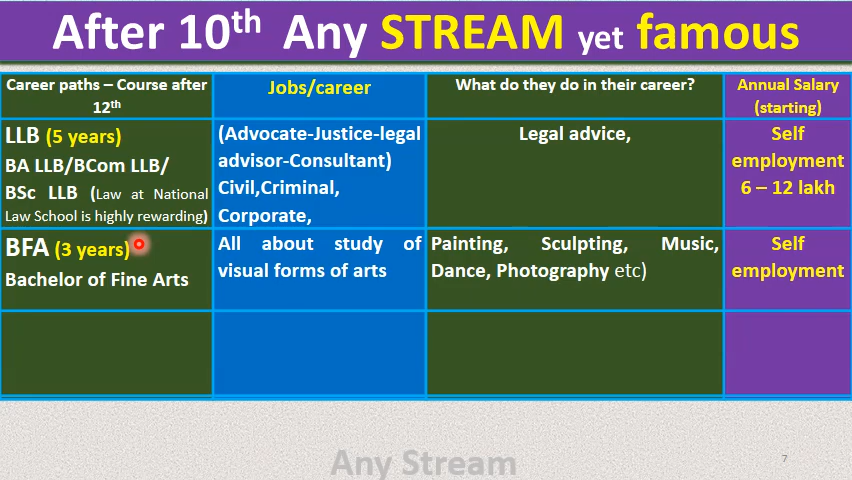 After 10th Any STREAM yet famous
Career paths – Course after
12th
Jobs/career
What do they do in their career?
Annual Salary
(starting)
LLB (5 years)
BA LLB/BCom LLB/
BSc LLB (Law at National
Law School is highly rewarding)
(Advocate-Justice-legal
advisor-Consultant)
Civil,Criminal,
Corporate,
Legal advice,
Self
employment
6 – 12 lakh
BFA (3 years)
Bachelor of Fine Arts
All about study of
visual forms of arts
Painting, Sculpting, Music,
Dance, Photography etc)
Self
employment
Any Stream
7